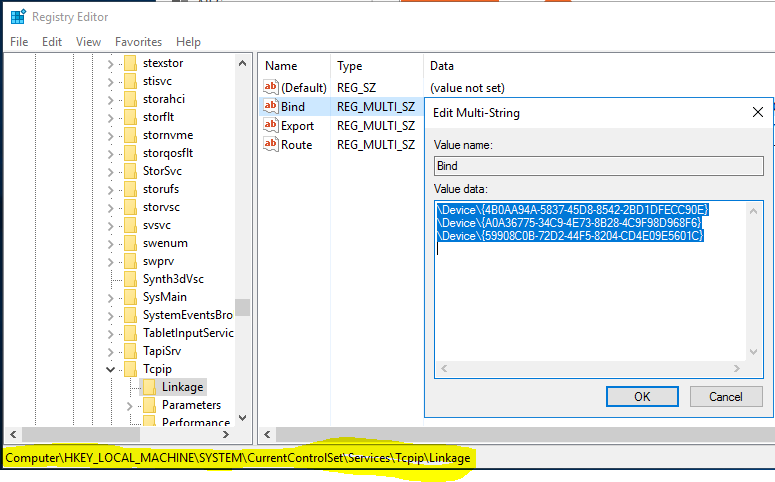 Registry Editor
File Edit View Favorites Help
stexstor
stisvc
storahci
storflt
stornvme
storqosflt
StorSvc
storufs
storvsc
svsvc
swenum
swprv
Synth3dVsc
SysMain
SystemEventsBro
TabletInputServic
TapiSrv
Tcpip
Linkage
Parameters
Performance
Name Type Data
(Default) REG_SZ (value not set)
Bind REG_MULTI_SZ
Export REG_MULTI_SZ
Route REG_MULTI_SZ
Edit Multi-String
Value name:
Bind
Value data:
\Device\{4B0AA94A-5837-45D8-8542-2BD1DFECC90E}
\Device\{A0A36775-34C9-4E73-8B28-4C9F98D968F6}
\Device\{59908C0B-72D2-44F5-8204-CD4E09E5601C}
OK Cancel
Computer\HKEY_LOCAL_MACHINE\SYSTEM\CurrentControlSet\Services\Tcpip\Linkage